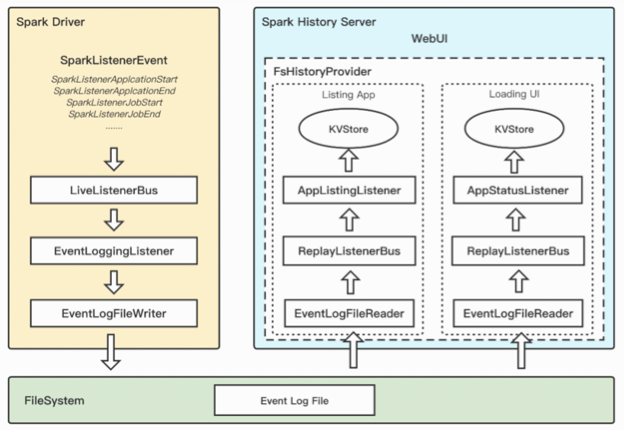 Spark Driver
SparkListenerEvent
SparkListenerApplcationStart
SparkListenerApplcationEnd
SparkListenerJobStart
SparkListenerJobEnd
.......
LiveListenerBus
EventLoggingListener
EventLogFileWriter
Spark History Server
WebUI
FsHistoryProvider
Listing App
KVStore
AppListingListener
ReplayListenerBus
EventLogFileReader
Loading UI
KVStore
AppStatusListener
ReplayListenerBus
EventLogFileReader
FileSystem
Event Log File